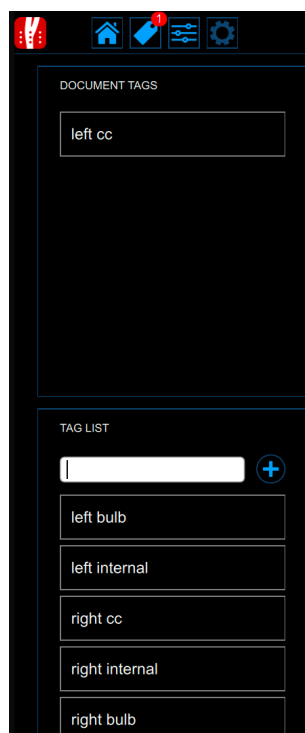 1
DOCUMENT TAGS
left cc
TAG LIST
left bulb
left internal
right cc
right internal
right bulb